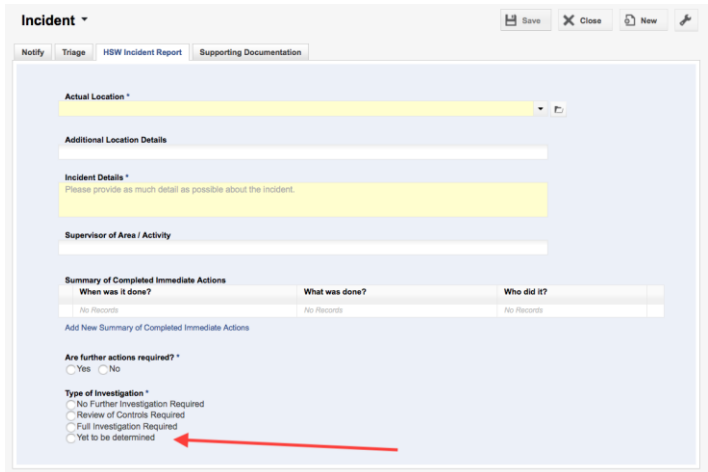 Incident
Save Close New
Notify Triage HSW Incident Report Supporting Documentation
Actual Location *
Additional Location Details
Incident Details *
Please provide as much detail as possible about the incident.
Supervisor of Area / Activity
Summary of Completed Immediate Actions
When was it done? What was done? Who did it?
No Records No Records No Records
Add New Summary of Completed Immediate Actions
Are further actions required? *
Yes No
Type of Investigation *
No Further Investigation Required
Review of Controls Required
Full Investigation Required
Yet to be determined